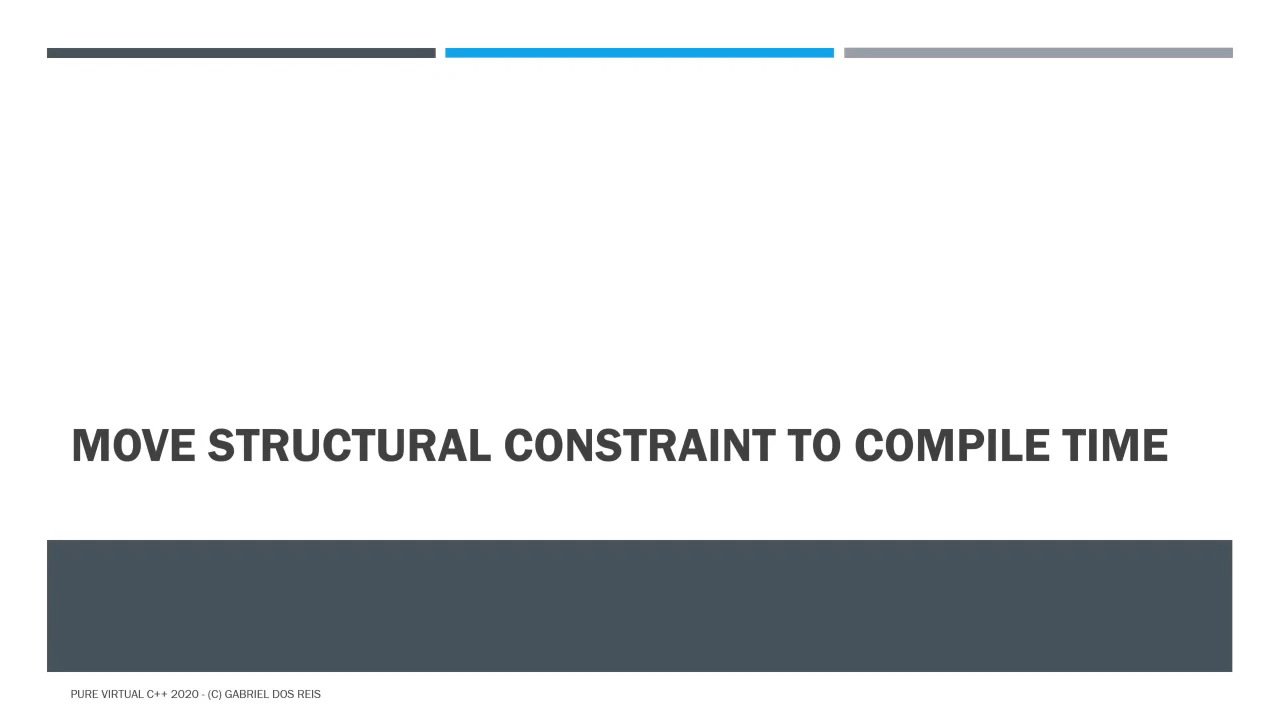 MOVE STRUCTURAL CONSTRAINT TO COMPILE TIME
PURE VIRTUAL C++ 2020 - (C) GABRIEL DOS REIS